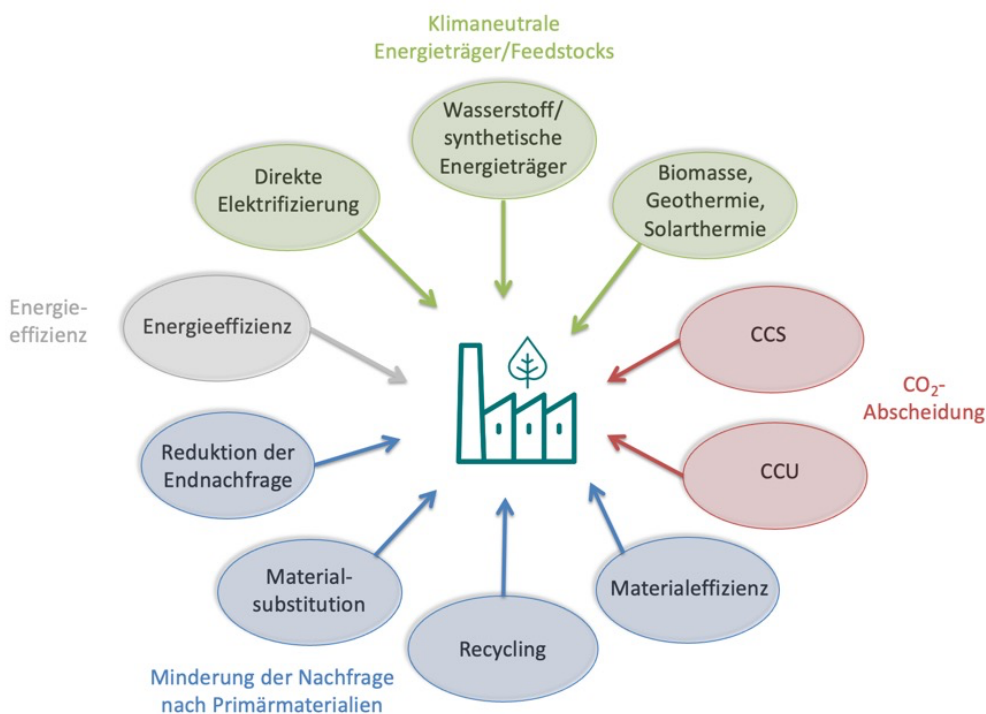 Klimaneutrale
Energieträger/Feedstocks
Wasserstoff/
synthetische
Energieträger
Direkte
Elektrifizierung
Biomasse,
Geothermie,
Solarthermie
Energie-
effizienz
Energieeffizienz
CCS
CO₂-
Abscheidung
Reduktion der
Endnachfrage
CCU
Material-
substitution
Materialeffizienz
Recycling
Minderung der Nachfrage
nach Primärmaterialien